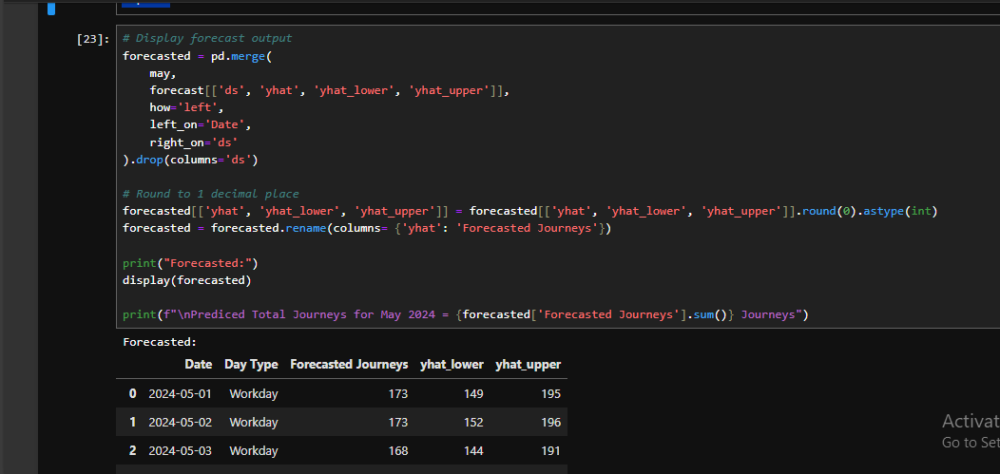 [23]:
# Display forecast output
forecasted = pd.merge(
    may,
    forecast[['ds', 'yhat', 'yhat_lower', 'yhat_upper']],
    how='left',
    left_on='Date',
    right_on='ds'
).drop(columns='ds')
# Round to 1 decimal place
forecasted[['yhat', 'yhat_lower', 'yhat_upper']] = forecasted[['yhat', 'yhat_lower', 'yhat_upper']].round(0).astype(int)
forecasted = forecasted.rename(columns= {'yhat': 'Forecasted Journeys'})
print("Forecasted:")
display(forecasted)
print(f"\nPrediced Total Journeys for May 2024 = {forecasted['Forecasted Journeys'].sum()} Journeys")
Forecasted:
Date Day Type Forecasted Journeys yhat_lower yhat_upper
0 2024-05-01 Workday 173 149 195
1 2024-05-02 Workday 173 152 196
2 2024-05-03 Workday 168 144 191
Activat
Go to Set